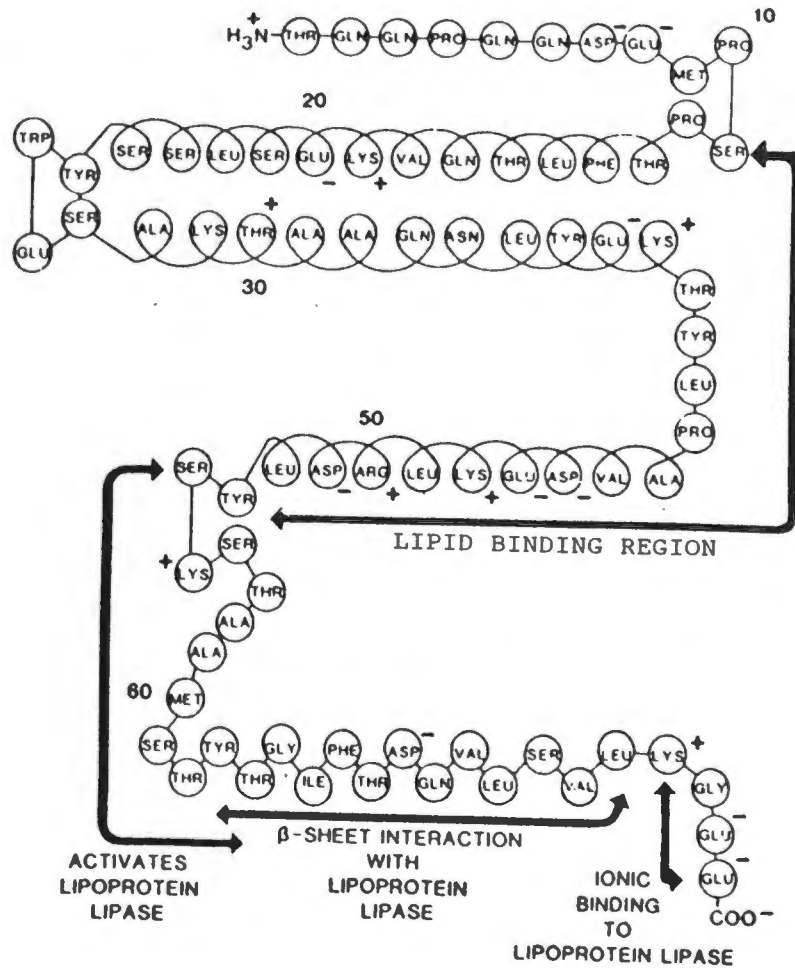 10
H₃N⁺ THR GLN GLN PRO GLN GLN ASP⁻ GLU⁻ MET PRO
20
SER PRO THR PHE LEU THR GLN VAL LYS⁺ GLU⁻ SER LEU SER SER TYR TRP
GLU SER ALA LYS THR⁺ ALA ALA GLN ASN LEU TYR GLU⁻ LYS⁺
30
THR
TYR
LEU
PRO
50
SER TYR LEU ASP⁻ ARG⁺ LEU LYS⁺ GLU⁻ ASP⁻ VAL ALA
LIPID BINDING REGION
⁺LYS SER
THR
ALA
ALA
60 MET
SER THR TYR THR GLY ILE PHE THR ASP⁻ GLN VAL LEU SER VAL LEU LYS⁺
GLY
GLU⁻
GLU⁻
COO⁻
ACTIVATES
LIPOPROTEIN
LIPASE
β-SHEET INTERACTION
WITH
LIPOPROTEIN
LIPASE
IONIC
BINDING
TO
LIPOPROTEIN LIPASE